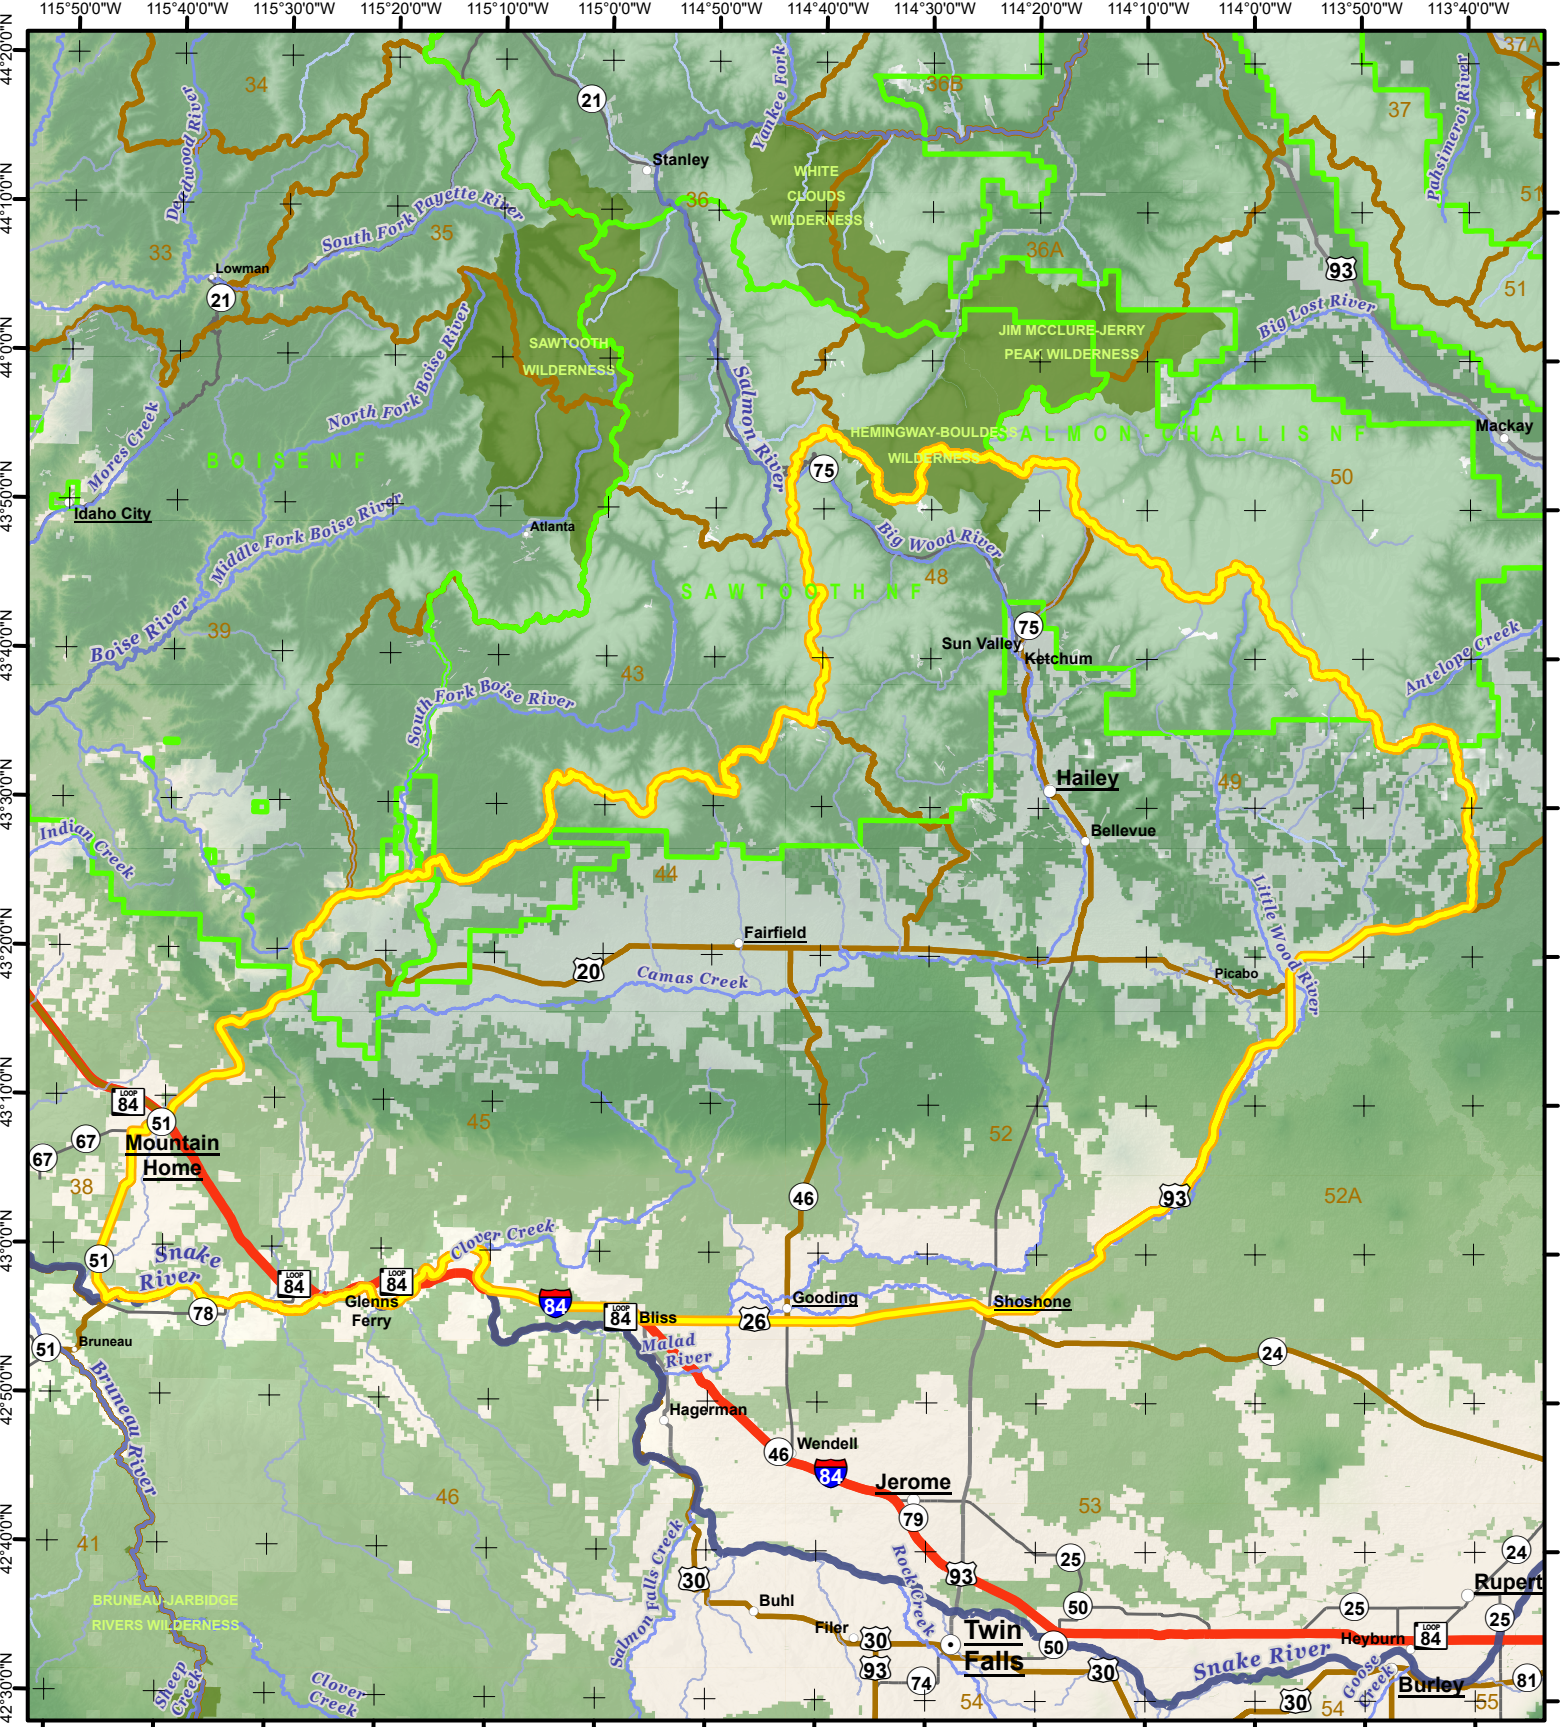 115°50'0"W 115°40'0"W 115°30'0"W 115°20'0"W 115°10'0"W 115°0'0"W 114°50'0"W 114°40'0"W 114°30'0"W 114°20'0"W 114°10'0"W 114°0'0"W 113°50'0"W 113°40'0"W
44°20'0"N
44°10'0"N
44°0'0"N
43°50'0"N
43°40'0"N
43°30'0"N
43°20'0"N
43°10'0"N
43°0'0"N
42°50'0"N
42°40'0"N
42°30'0"N
37A
34
36B
37
21
Yankee Fork
Deadwood River
Pahsimeroi River
Stanley
WHITE
CLOUDS
WILDERNESS
36
51
South Fork Payette River
35
33
36A
Lowman
21
93
51
Big Lost River
North Fork Boise River
SAWTOOTH
WILDERNESS
JIM MCCLURE-JERRY
PEAK WILDERNESS
Salmon River
Mores Creek
BOISE NF
HEMINGWAY-BOULDERS
WILDERNESS
SALMON-CHALLIS NF
Mackay
75
50
Idaho City
Middle Fork Boise River
Atlanta
Big Wood River
48
SAWTOOTH NF
Boise River
39
75
Sun Valley
Ketchum
Antelope Creek
43
South Fork Boise River
Hailey
49
Indian Creek
Bellevue
44
Little Wood River
Fairfield
20
Camas Creek
Picabo
LOOP
84
51
67
67
Mountain
Home
45
52
38
46
93
52A
51
Snake
River
Clover Creek
LOOP
84
LOOP
84
78
Glenns
Ferry
84
LOOP
84
Bliss
Gooding
26
Shoshone
Malad
River
51
Bruneau
24
Bruneau River
Hagerman
46
Wendell
84
Jerome
46
53
79
41
Salmon Falls Creek
Rock Creek
25
24
93
30
BRUNEAU-JARBIDGE
RIVERS WILDERNESS
Buhl
50
25
Rupert
25
Filer
30
Twin
Falls
50
Heyburn
LOOP
84
93
74
30
Snake River
Goose
Creek
Burley
81
Sheep
Creek
Clover
Creek
54
30
54
55